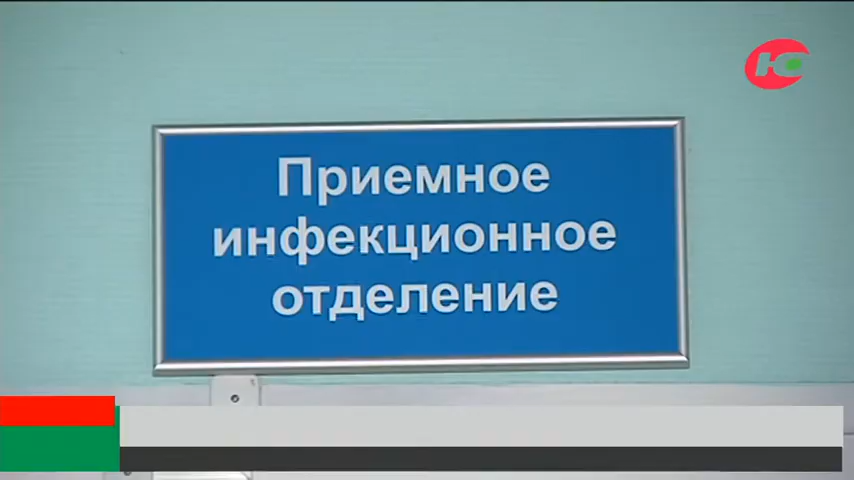 Приемное
инфекционное
отделение
Ю